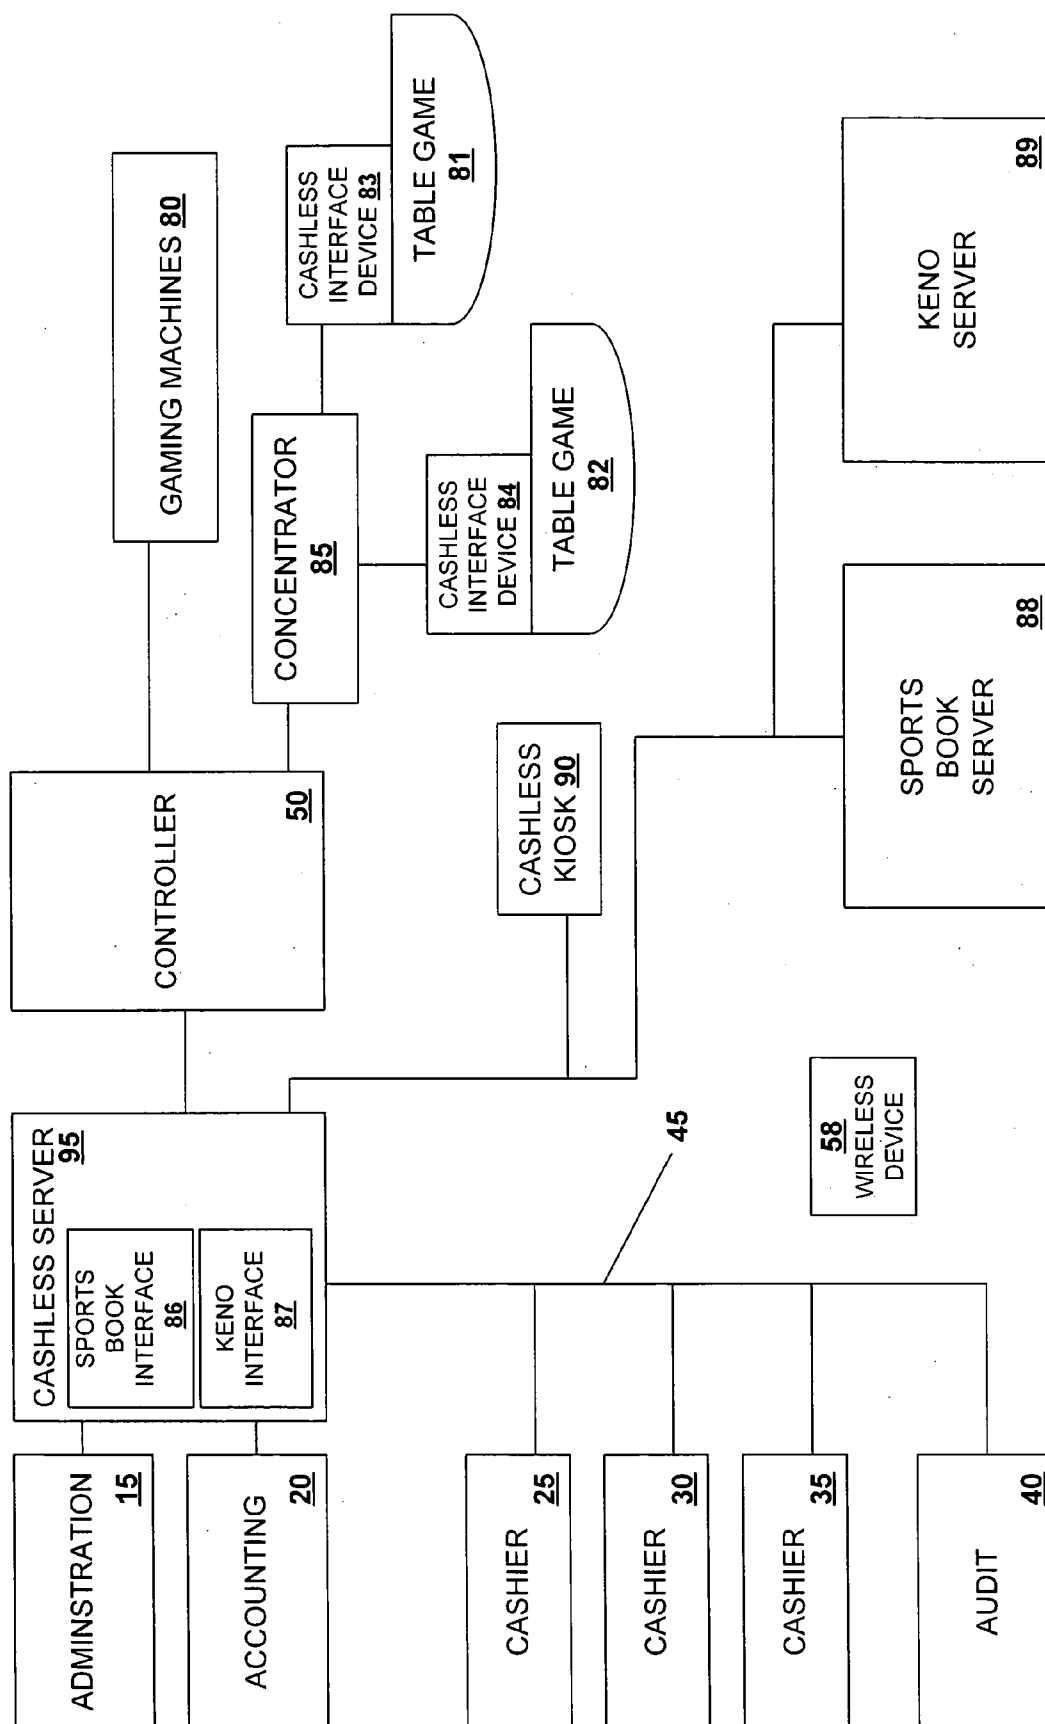 ADMINSTRATION
15
ACCOUNTING
20
CASHIER
25
CASHIER
30
CASHIER
35
AUDIT
40
CASHLESS SERVER
95
SPORTS
BOOK
INTERFACE
86
KENO
INTERFACE
87
45
58
WIRELESS
DEVICE
CONTROLLER
50
CASHLESS
KIOSK 90
GAMING MACHINES 80
CONCENTRATOR
85
CASHLESS
INTERFACE
DEVICE 83
TABLE GAME
81
CASHLESS
INTERFACE
DEVICE 84
TABLE GAME
82
SPORTS
BOOK
SERVER
88
KENO
SERVER
89